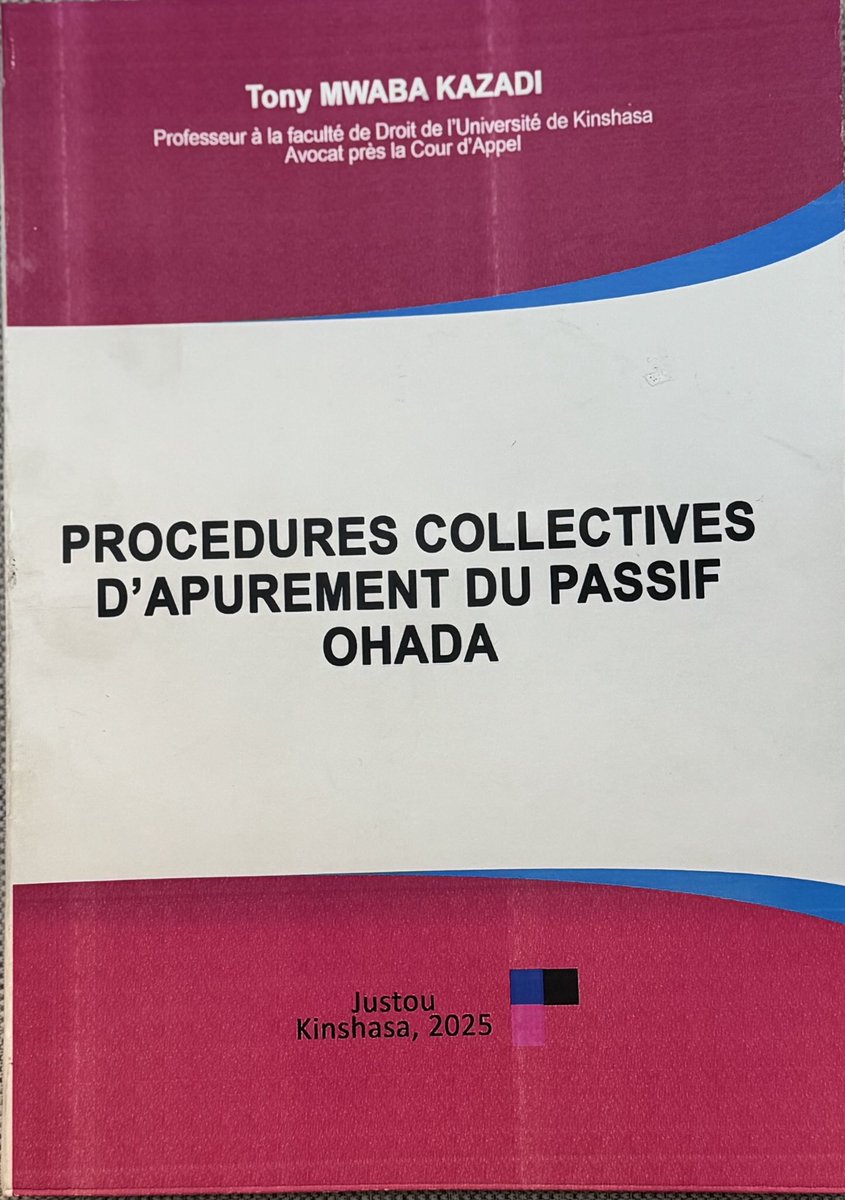 Tony MWABA KAZADI
Professeur à la faculté de Droit de l'Université de Kinshasa
Avocat près la Cour d'Appel
PROCEDURES COLLECTIVES
D'APUREMENT DU PASSIF
OHADA
Justou
Kinshasa, 2025